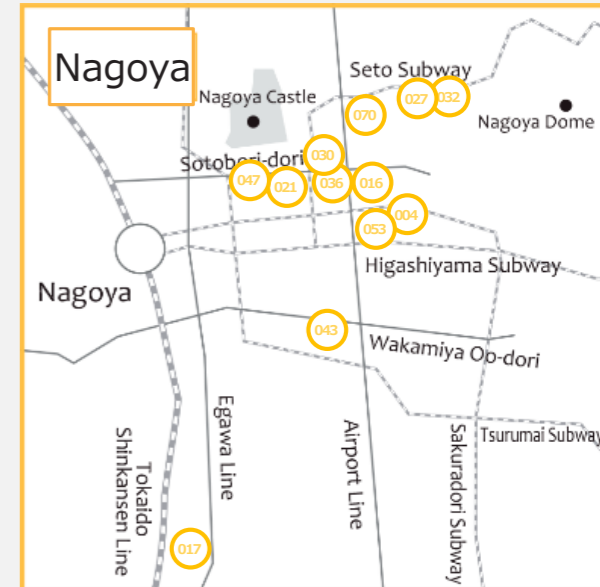 Nagoya
Seto Subway
Nagoya Castle
027
032
070
Nagoya Dome
Sotobori-dori
030
047
021
036
016
004
053
Higashiyama Subway
Nagoya
043
Wakamiya Oo-dori
Egawa Line
Airport Line
Sakuradori Subway
Tsurumai Subway
Tokaido
Shinkansen Line
017